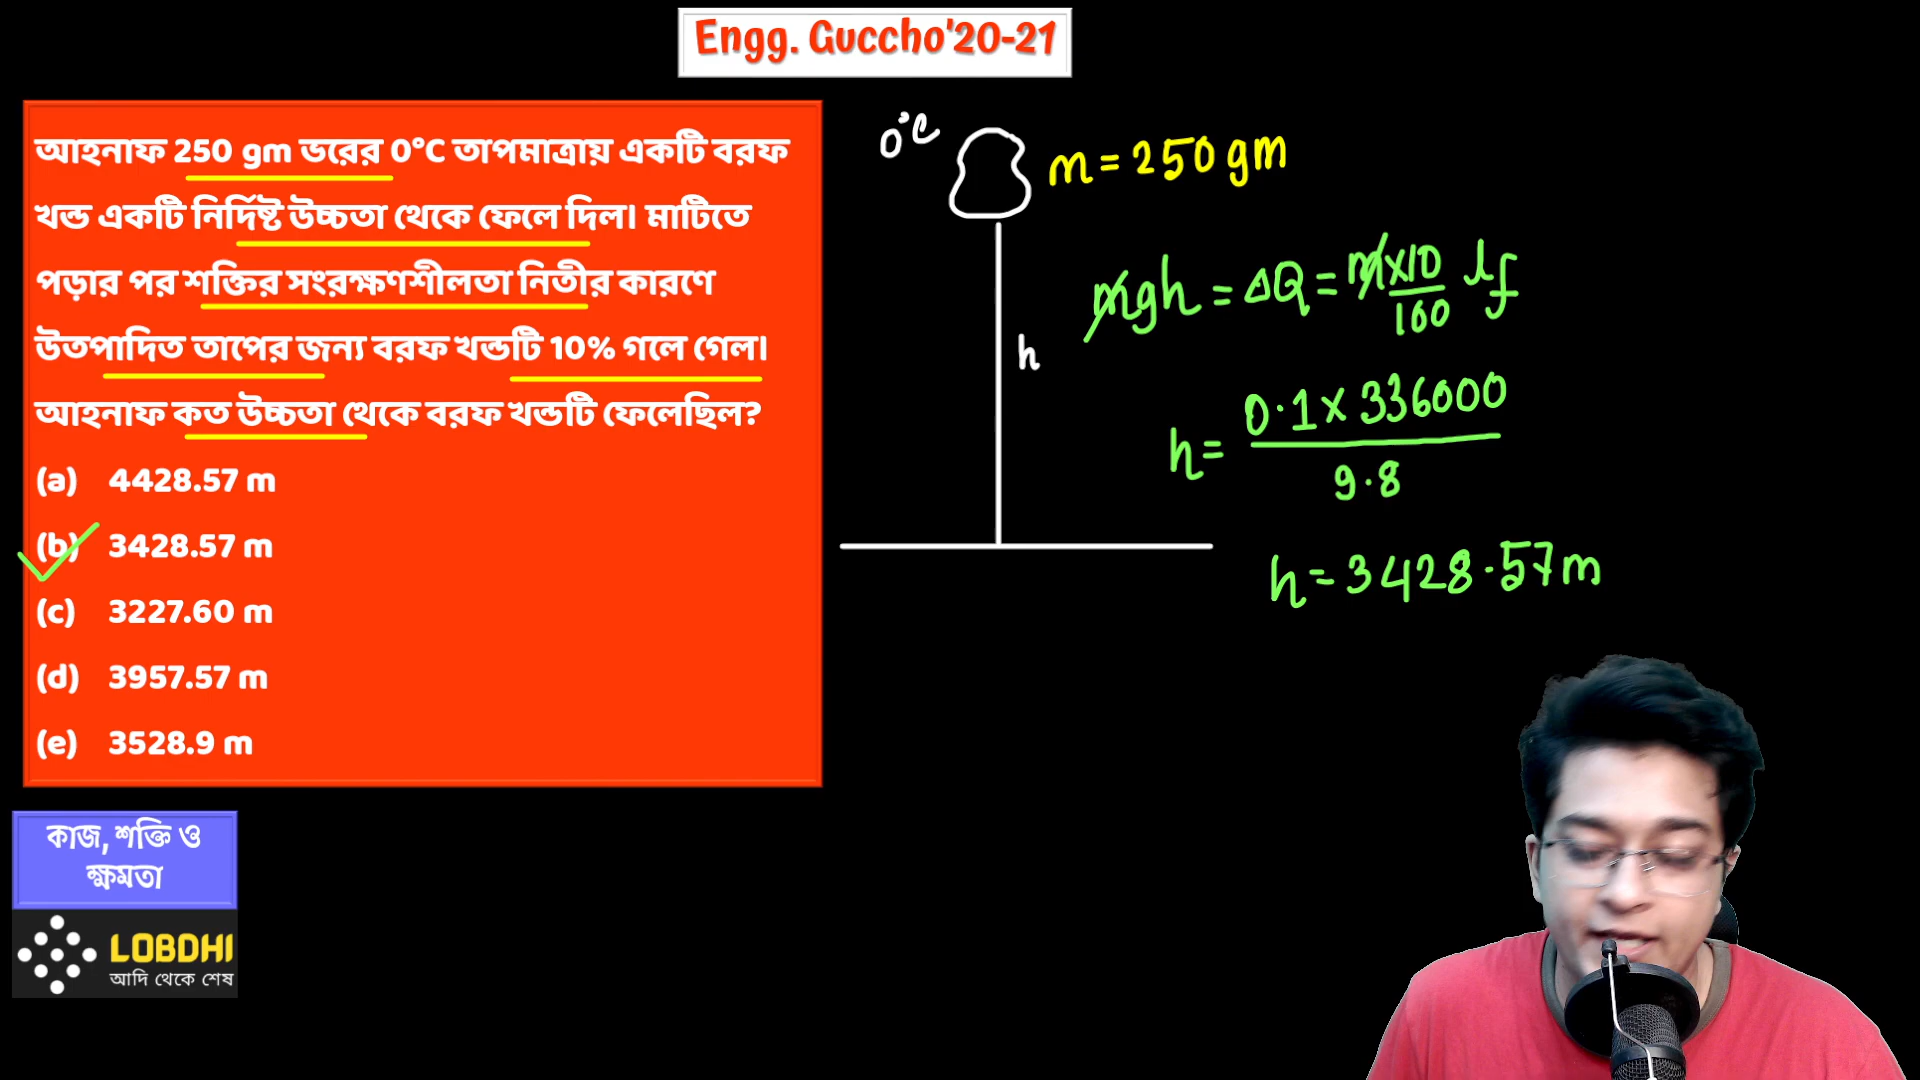 Engg. Guccho'20-21
আহনাফ 250 gm ভরের 0°C তাপমাত্রায় একটি বরফ
খন্ড একটি নির্দিষ্ট উচ্চতা থেকে ফেলে দিল। মাটিতে
পড়ার পর শক্তির সংরক্ষণশীলতা নিতীর কারণে
উতপাদিত তাপের জন্য বরফ খন্ডটি 10% গলে গেল।
আহনাফ কত উচ্চতা থেকে বরফ খন্ডটি ফেলেছিল?
(a) 4428.57 m
(b) 3428.57 m
(c) 3227.60 m
(d) 3957.57 m
(e) 3528.9 m
0°C
m = 250 gm
h
mgh = ΔQ = m×10/100 lf
h = 0.1 × 336000 / 9.8
h = 3428.57 m
কাজ, শক্তি ও
ক্ষমতা
LOBDHI
আদি থেকে শেষ